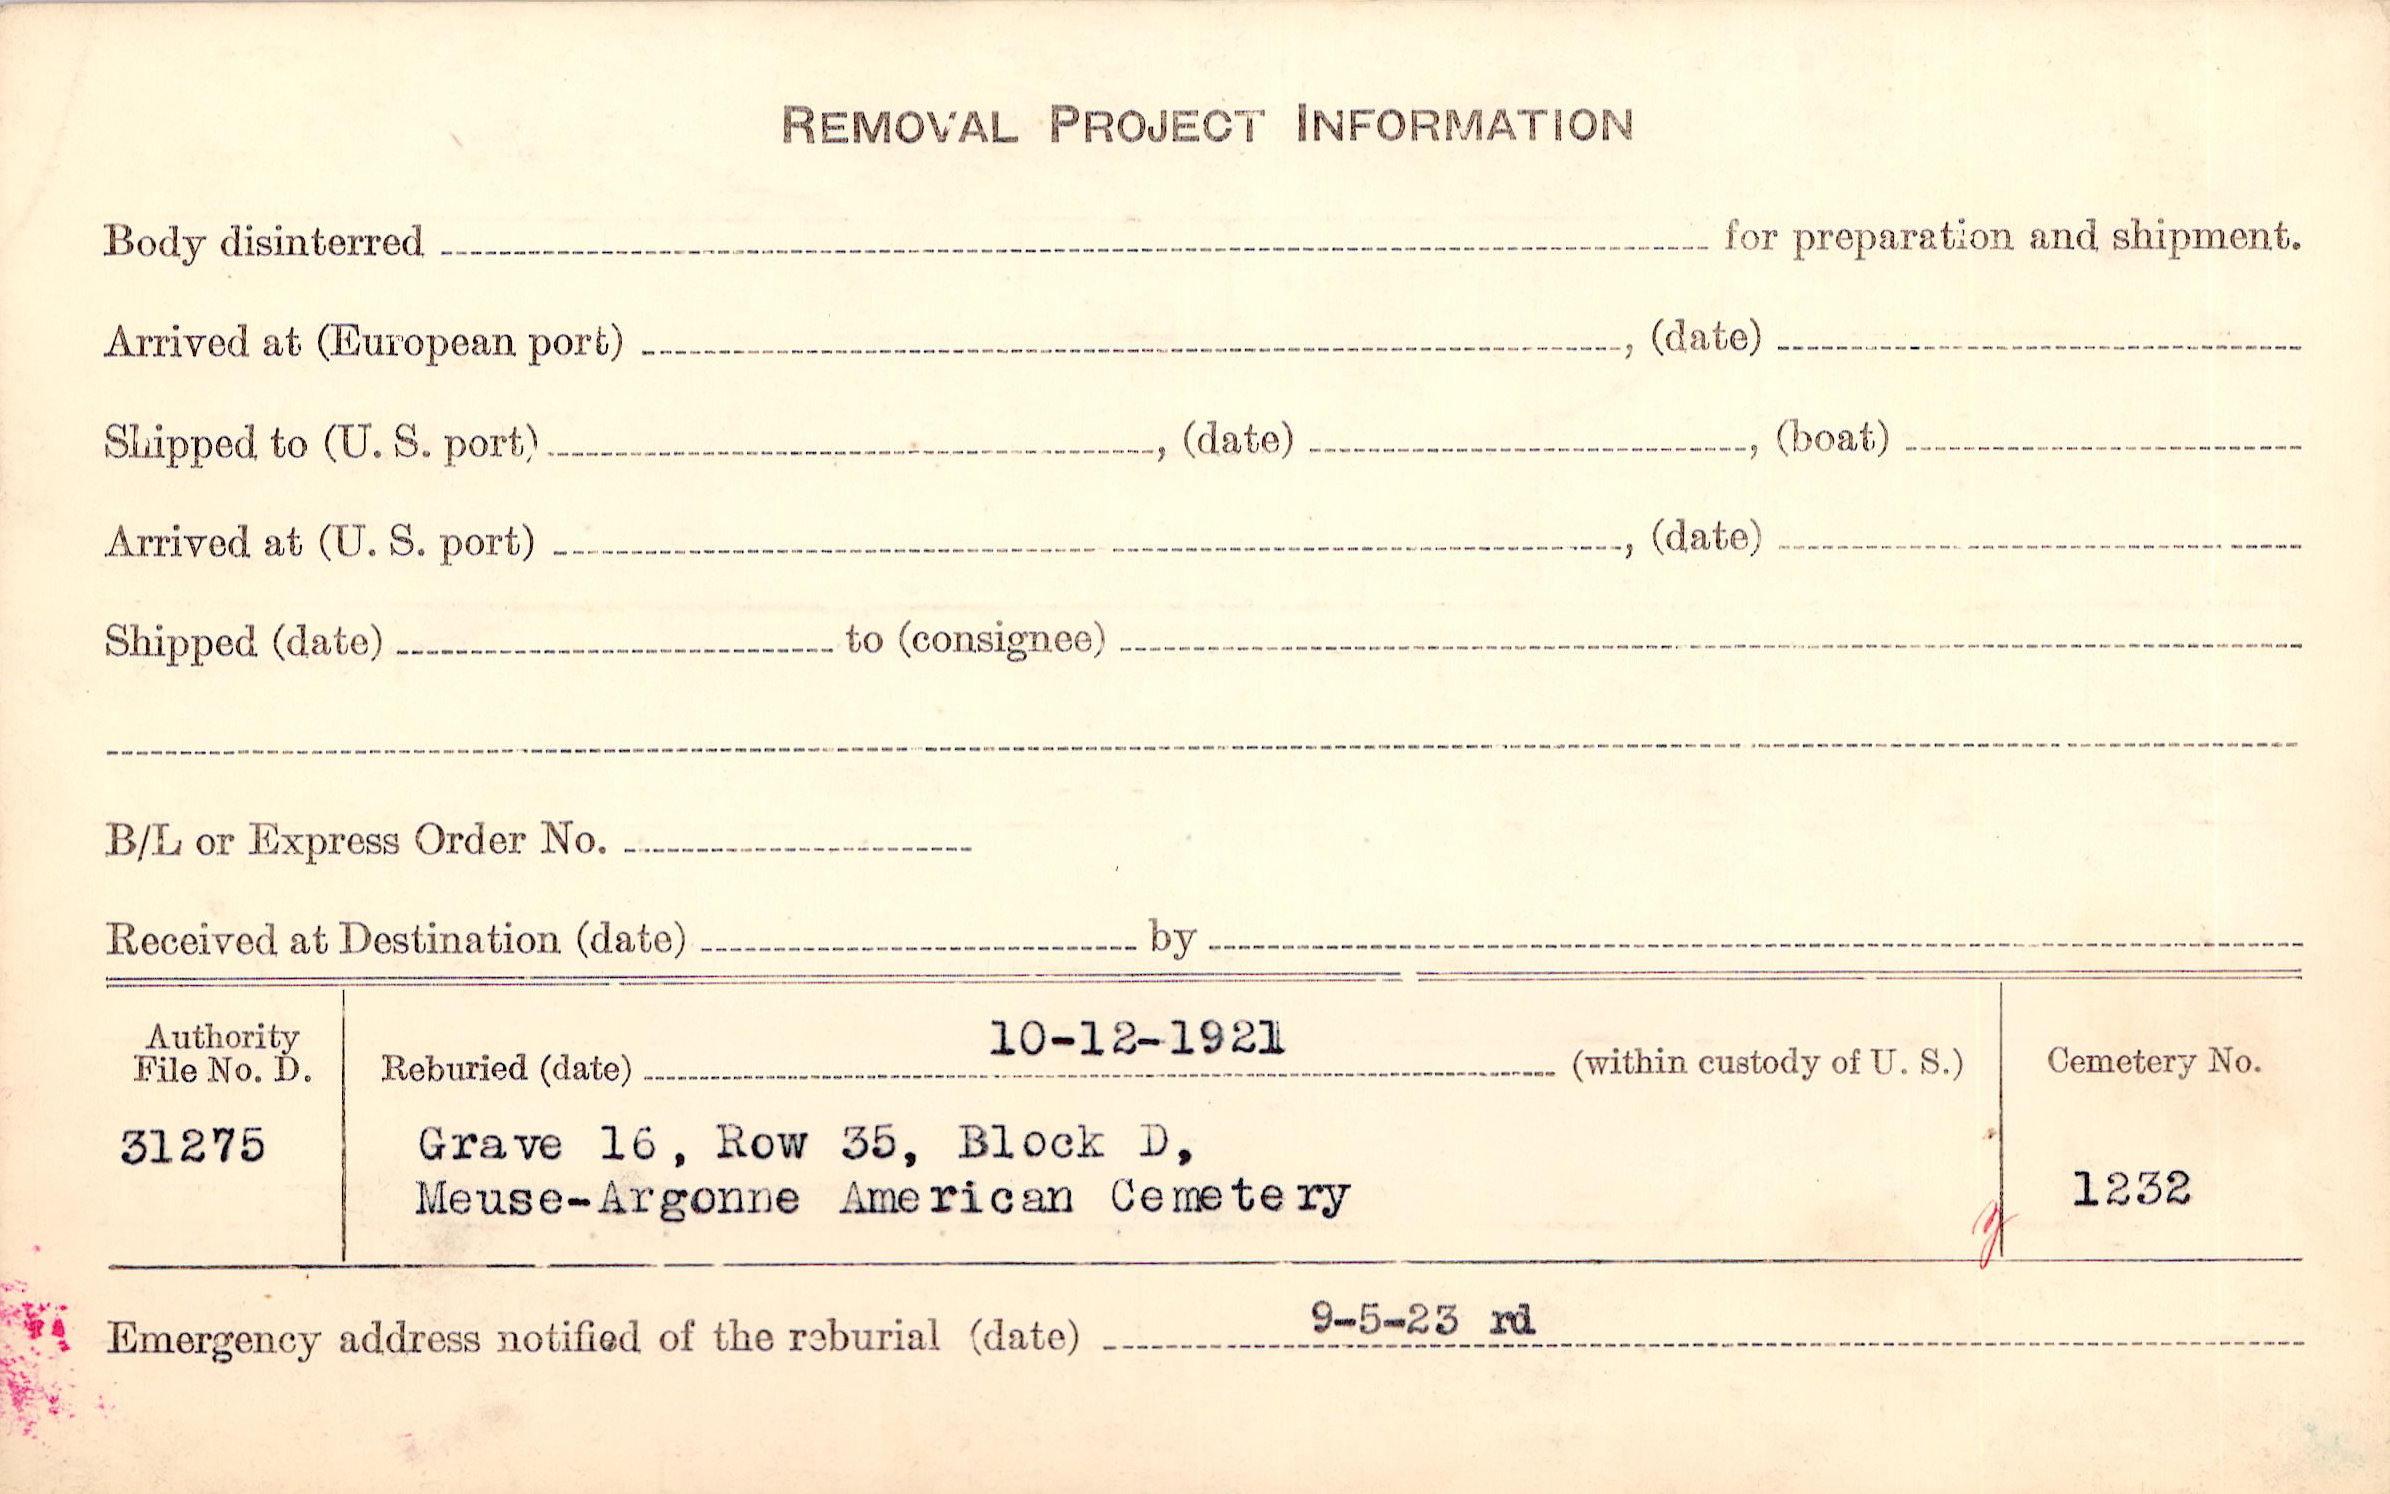 REMOVAL PROJECT INFORMATION
Body disinterred for preparation and shipment.
Arrived at (European port) , (date)
Shipped to (U. S. port) , (date) , (boat)
Arrived at (U. S. port) , (date)
Shipped (date) to (consignee)
B/L or Express Order No.
Received at Destination (date) by
Authority File No. D.
31275
Reburied (date) 10-12-1921 (within custody of U. S.)
Grave 16, Row 35, Block D,
Meuse-Argonne American Cemetery
Cemetery No.
1232
Emergency address notified of the reburial (date) 9-5-23 rd